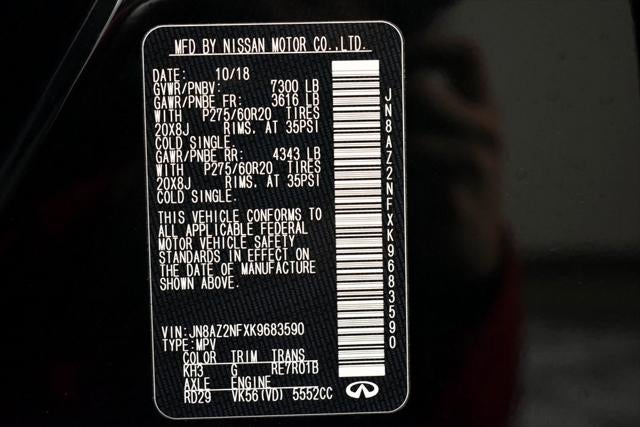 MFD BY NISSAN MOTOR CO., LTD.
DATE: 10/18
GVWR/PNBV: 7300 LB
GAWR/PNBE FR: 3616 LB
WITH P275/60R20 TIRES
20X8J RIMS. AT 35PSI
COLD SINGLE.
GAWR/PNBE RR: 4343 LB
WITH P275/60R20 TIRES
20X8J RIMS. AT 35PSI
COLD SINGLE.
THIS VEHICLE CONFORMS TO
ALL APPLICABLE FEDERAL
MOTOR VEHICLE SAFETY
STANDARDS IN EFFECT ON
THE DATE OF MANUFACTURE
SHOWN ABOVE.
VIN: JN8AZ2NFXK9683590
TYPE: MPV
COLOR TRIM TRANS
KH3 G RE7R01B
AXLE ENGINE
RD29 VK56(VD) 5552CC
JN8AZ2NFXK9683590